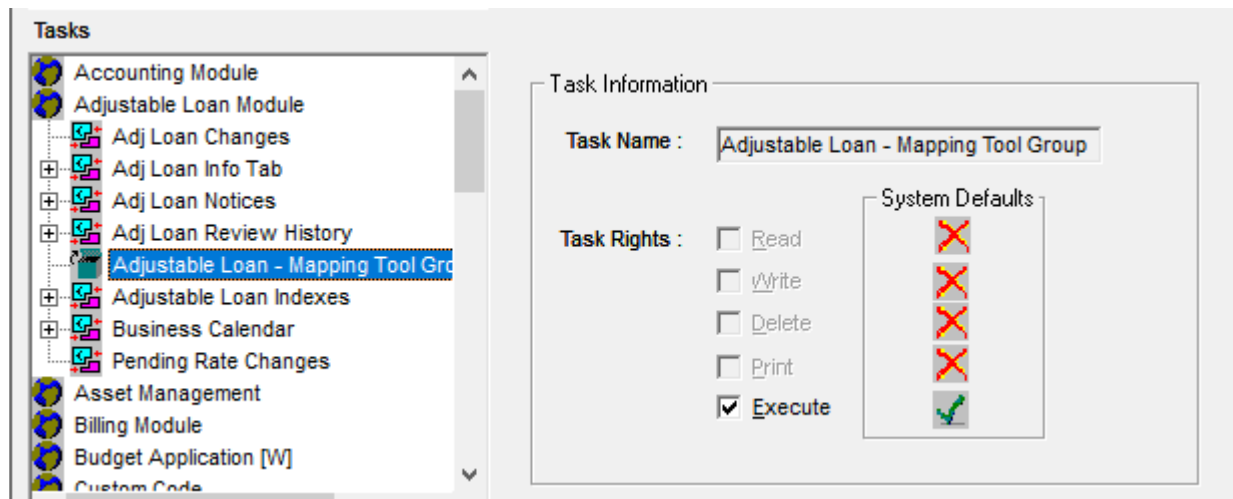 Tasks
Accounting Module
Adjustable Loan Module
Adj Loan Changes
Adj Loan Info Tab
Adj Loan Notices
Adj Loan Review History
Adjustable Loan - Mapping Tool Gro
Adjustable Loan Indexes
Business Calendar
Pending Rate Changes
Asset Management
Billing Module
Budget Application [W]
Custom Code
Task Information
Task Name : Adjustable Loan - Mapping Tool Group
System Defaults
Task Rights : Read
Write
Delete
Print
Execute